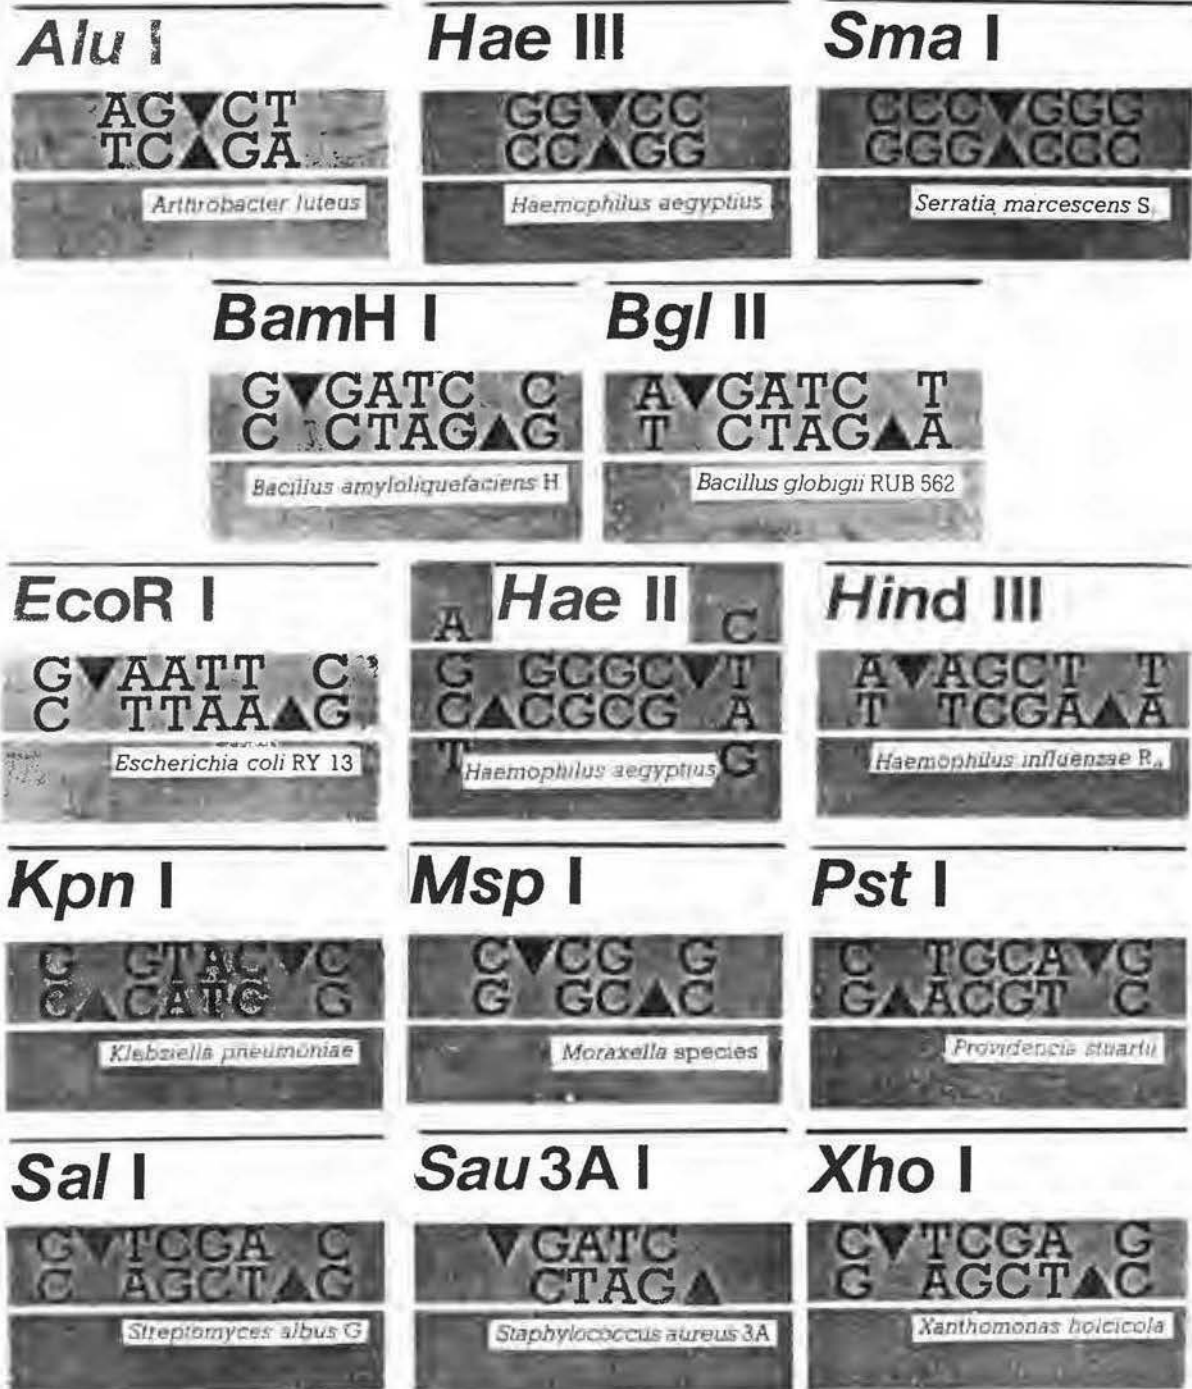 Alu I
AG▼CT
TC▲GA
Arthrobacter luteus
Hae III
GG▼CC
CC▲GG
Haemophilus aegyptius
Sma I
CCC▼GGG
GGG▲CCC
Serratia marcescens S
BamH I
G▼GATC C
C CTAG▲G
Bacillus amyloliquefaciens H
Bgl II
A▼GATC T
T CTAG▲A
Bacillus globigii RUB 562
EcoR I
G▼AATT C
C TTAA▲G
Escherichia coli RY 13
Hae II
A C
G GCGC▼T
C▲CGCG A
T G
Haemophilus aegyptius
Hind III
A▼AGCT T
T TCGA▲A
Haemophilus influenzae Rd
Kpn I
G GTAC▼C
C▲CATG G
Klebsiella pneumoniae
Msp I
C▼CG G
G GC▲C
Moraxella species
Pst I
C TGCA▼G
G▲ACGT C
Providencia stuartii
Sal I
G▼TCGA C
C AGCT▲G
Streptomyces albus G
Sau3A I
▼GATC
CTAG▲
Staphylococcus aureus 3A
Xho I
C▼TCGA G
G AGCT▲C
Xanthomonas holcicola